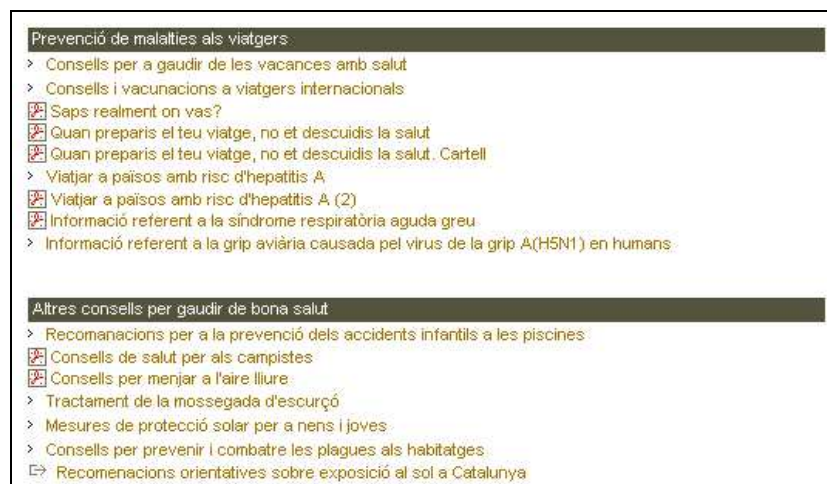 Prevenció de malalties als viatgers
Consells per a gaudir de les vacances amb salut
Consells i vacunacions a viatgers internacionals
Saps realment on vas?
Quan preparis el teu viatge, no et descuidis la salut
Quan preparis el teu viatge, no et descuidis la salut. Cartell
Viatjar a països amb risc d'hepatitis A
Viatjar a països amb risc d'hepatitis A (2)
Informació referent a la síndrome respiratòria aguda greu
Informació referent a la grip aviària causada pel virus de la grip A(H5N1) en humans
Altres consells per gaudir de bona salut
Recomanacions per a la prevenció dels accidents infantils a les piscines
Consells de salut per als campistes
Consells per menjar a l'aire lliure
Tractament de la mossegada d'escurçó
Mesures de protecció solar per a nens i joves
Consells per prevenir i combatre les plagues als habitatges
Recomenacions orientatives sobre exposició al sol a Catalunya